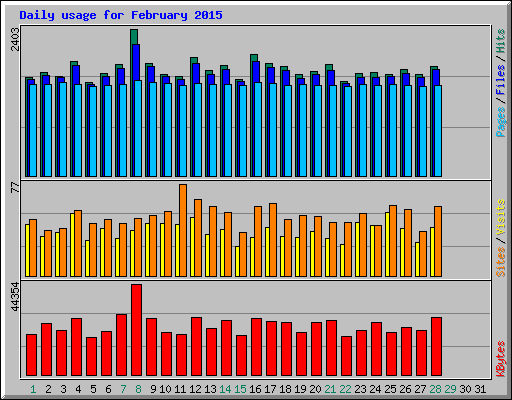 Daily usage for February 2015
2403
Pages / Files / Hits
77
Sites / Visits
44354
KBytes
1 2 3 4 5 6 7 8 9 10 11 12 13 14 15 16 17 18 19 20 21 22 23 24 25 26 27 28 29 30 31